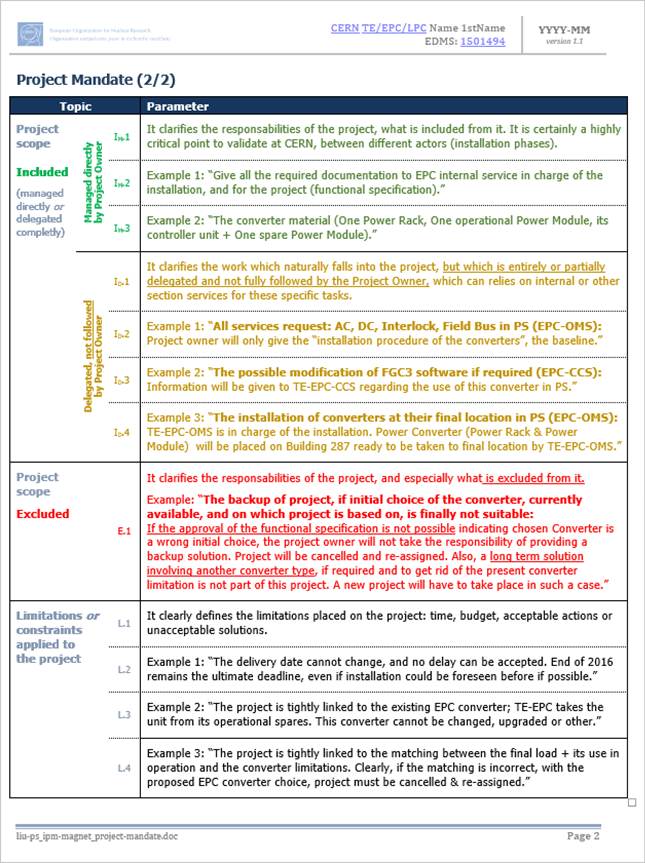 European Organization for Nuclear Research
Organisation européenne pour la recherche nucléaire
CERN TE/EPC/LPC Name 1stName
EDMS: 1501494
YYYY-MM
version 1.1
Project Mandate (2/2)
Topic Parameter
Project scope
Included
(managed directly or delegated completly)
Managed directly by Project Owner
I.M.1 It clarifies the responsabilities of the project, what is included from it. It is certainly a highly
critical point to validate at CERN, between different actors (installation phases).
I.M.2 Example 1: “Give all the required documentation to EPC internal service in charge of the
installation, and for the project (functional specification).”
I.M.3 Example 2: “The converter material (One Power Rack, One operational Power Module, its
controller unit + One spare Power Module).”
Delegated, not followed by Project Owner
I.D.1 It clarifies the work which naturally falls into the project, but which is entirely or partially
delegated and not fully followed by the Project Owner, which can relies on internal or other
section services for these specific tasks.
I.D.2 Example 1: “All services request: AC, DC, Interlock, Field Bus in PS (EPC-OMS):
Project owner will only give the “installation procedure of the converters”, the baseline.”
I.D.3 Example 2: “The possible modification of FGC3 software if required (EPC-CCS):
Information will be given to TE-EPC-CCS regarding the use of this converter in PS.”
I.D.4 Example 3: “The installation of converters at their final location in PS (EPC-OMS):
TE-EPC-OMS is in charge of the installation. Power Converter (Power Rack & Power
Module) will be placed on Building 287 ready to be taken to final location by TE-EPC-OMS.”
Project scope
Excluded
E.1 It clarifies the responsabilities of the project, and especially what is excluded from it.
Example: “The backup of project, if initial choice of the converter, currently
available, and on which project is based on, is finally not suitable:
If the approval of the functional specification is not possible indicating chosen Converter is
a wrong initial choice, the project owner will not take the responsibility of providing a
backup solution. Project will be cancelled and re-assigned. Also, a long term solution
involving another converter type, if required and to get rid of the present converter
limitation is not part of this project. A new project will have to take place in such a case.”
Limitations or constraints applied to the project
L.1 It clearly defines the limitations placed on the project: time, budget, acceptable actions or
unacceptable solutions.
L.2 Example 1: “The delivery date cannot change, and no delay can be accepted. End of 2016
remains the ultimate deadline, even if installation could be foreseen before if possible.”
L.3 Example 2: “The project is tightly linked to the existing EPC converter; TE-EPC takes the
unit from its operational spares. This converter cannot be changed, upgraded or other.”
L.4 Example 3: “The project is tightly linked to the matching between the final load + its use in
operation and the converter limitations. Clearly, if the matching is incorrect, with the
proposed EPC converter choice, project must be cancelled & re-assigned.”
liu-ps_ipm-magnet_project-mandate.doc
Page 2